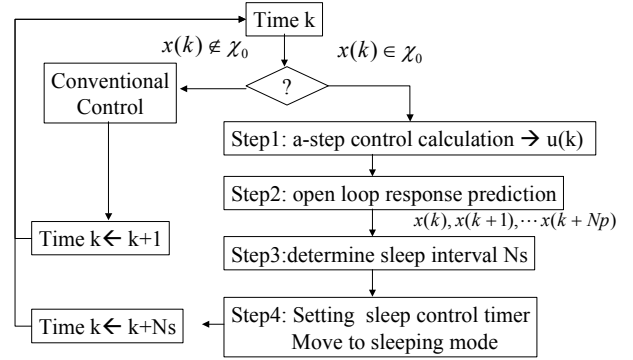 Time k
x(k) ∉ χ₀
x(k) ∈ χ₀
?
Conventional
Control
Step1: a-step control calculation → u(k)
Step2: open loop response prediction
x(k), x(k+1), ⋯ x(k + Np)
Time k← k+1
Step3:determine sleep interval Ns
Time k← k+Ns
Step4: Setting sleep control timer
Move to sleeping mode